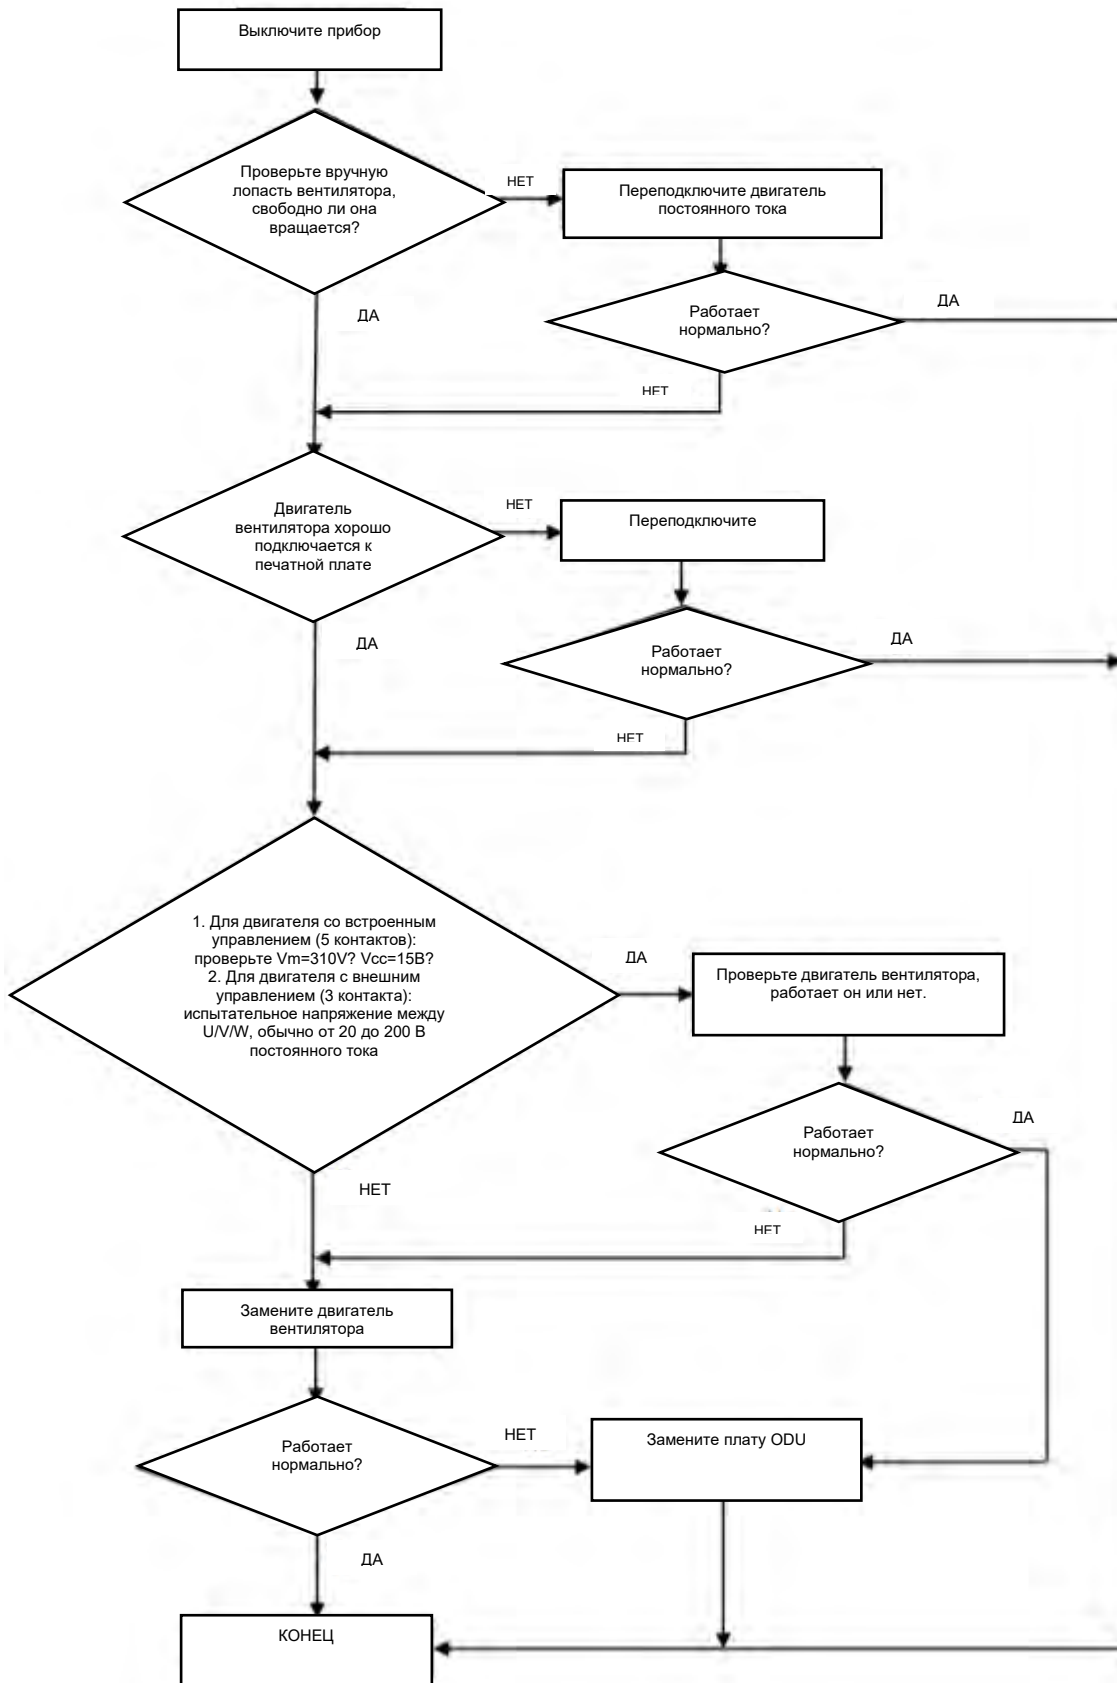 Выключите прибор
Проверьте вручную
лопасть вентилятора,
свободно ли она
вращается?
НЕТ
Переподключите двигатель
постоянного тока
ДА
Работает
нормально?
ДА
НЕТ
Двигатель
вентилятора хорошо
подключается к
печатной плате
НЕТ
Переподключите
ДА
Работает
нормально?
ДА
НЕТ
1. Для двигателя со встроенным
управлением (5 контактов):
проверьте Vm=310V? Vcc=15В?
2. Для двигателя с внешним
управлением (3 контакта):
испытательное напряжение между
U/V/W, обычно от 20 до 200 В
постоянного тока
ДА
Проверьте двигатель вентилятора,
работает он или нет.
Работает
нормально?
ДА
НЕТ
НЕТ
Замените двигатель
вентилятора
Работает
нормально?
НЕТ
Замените плату ODU
ДА
КОНЕЦ